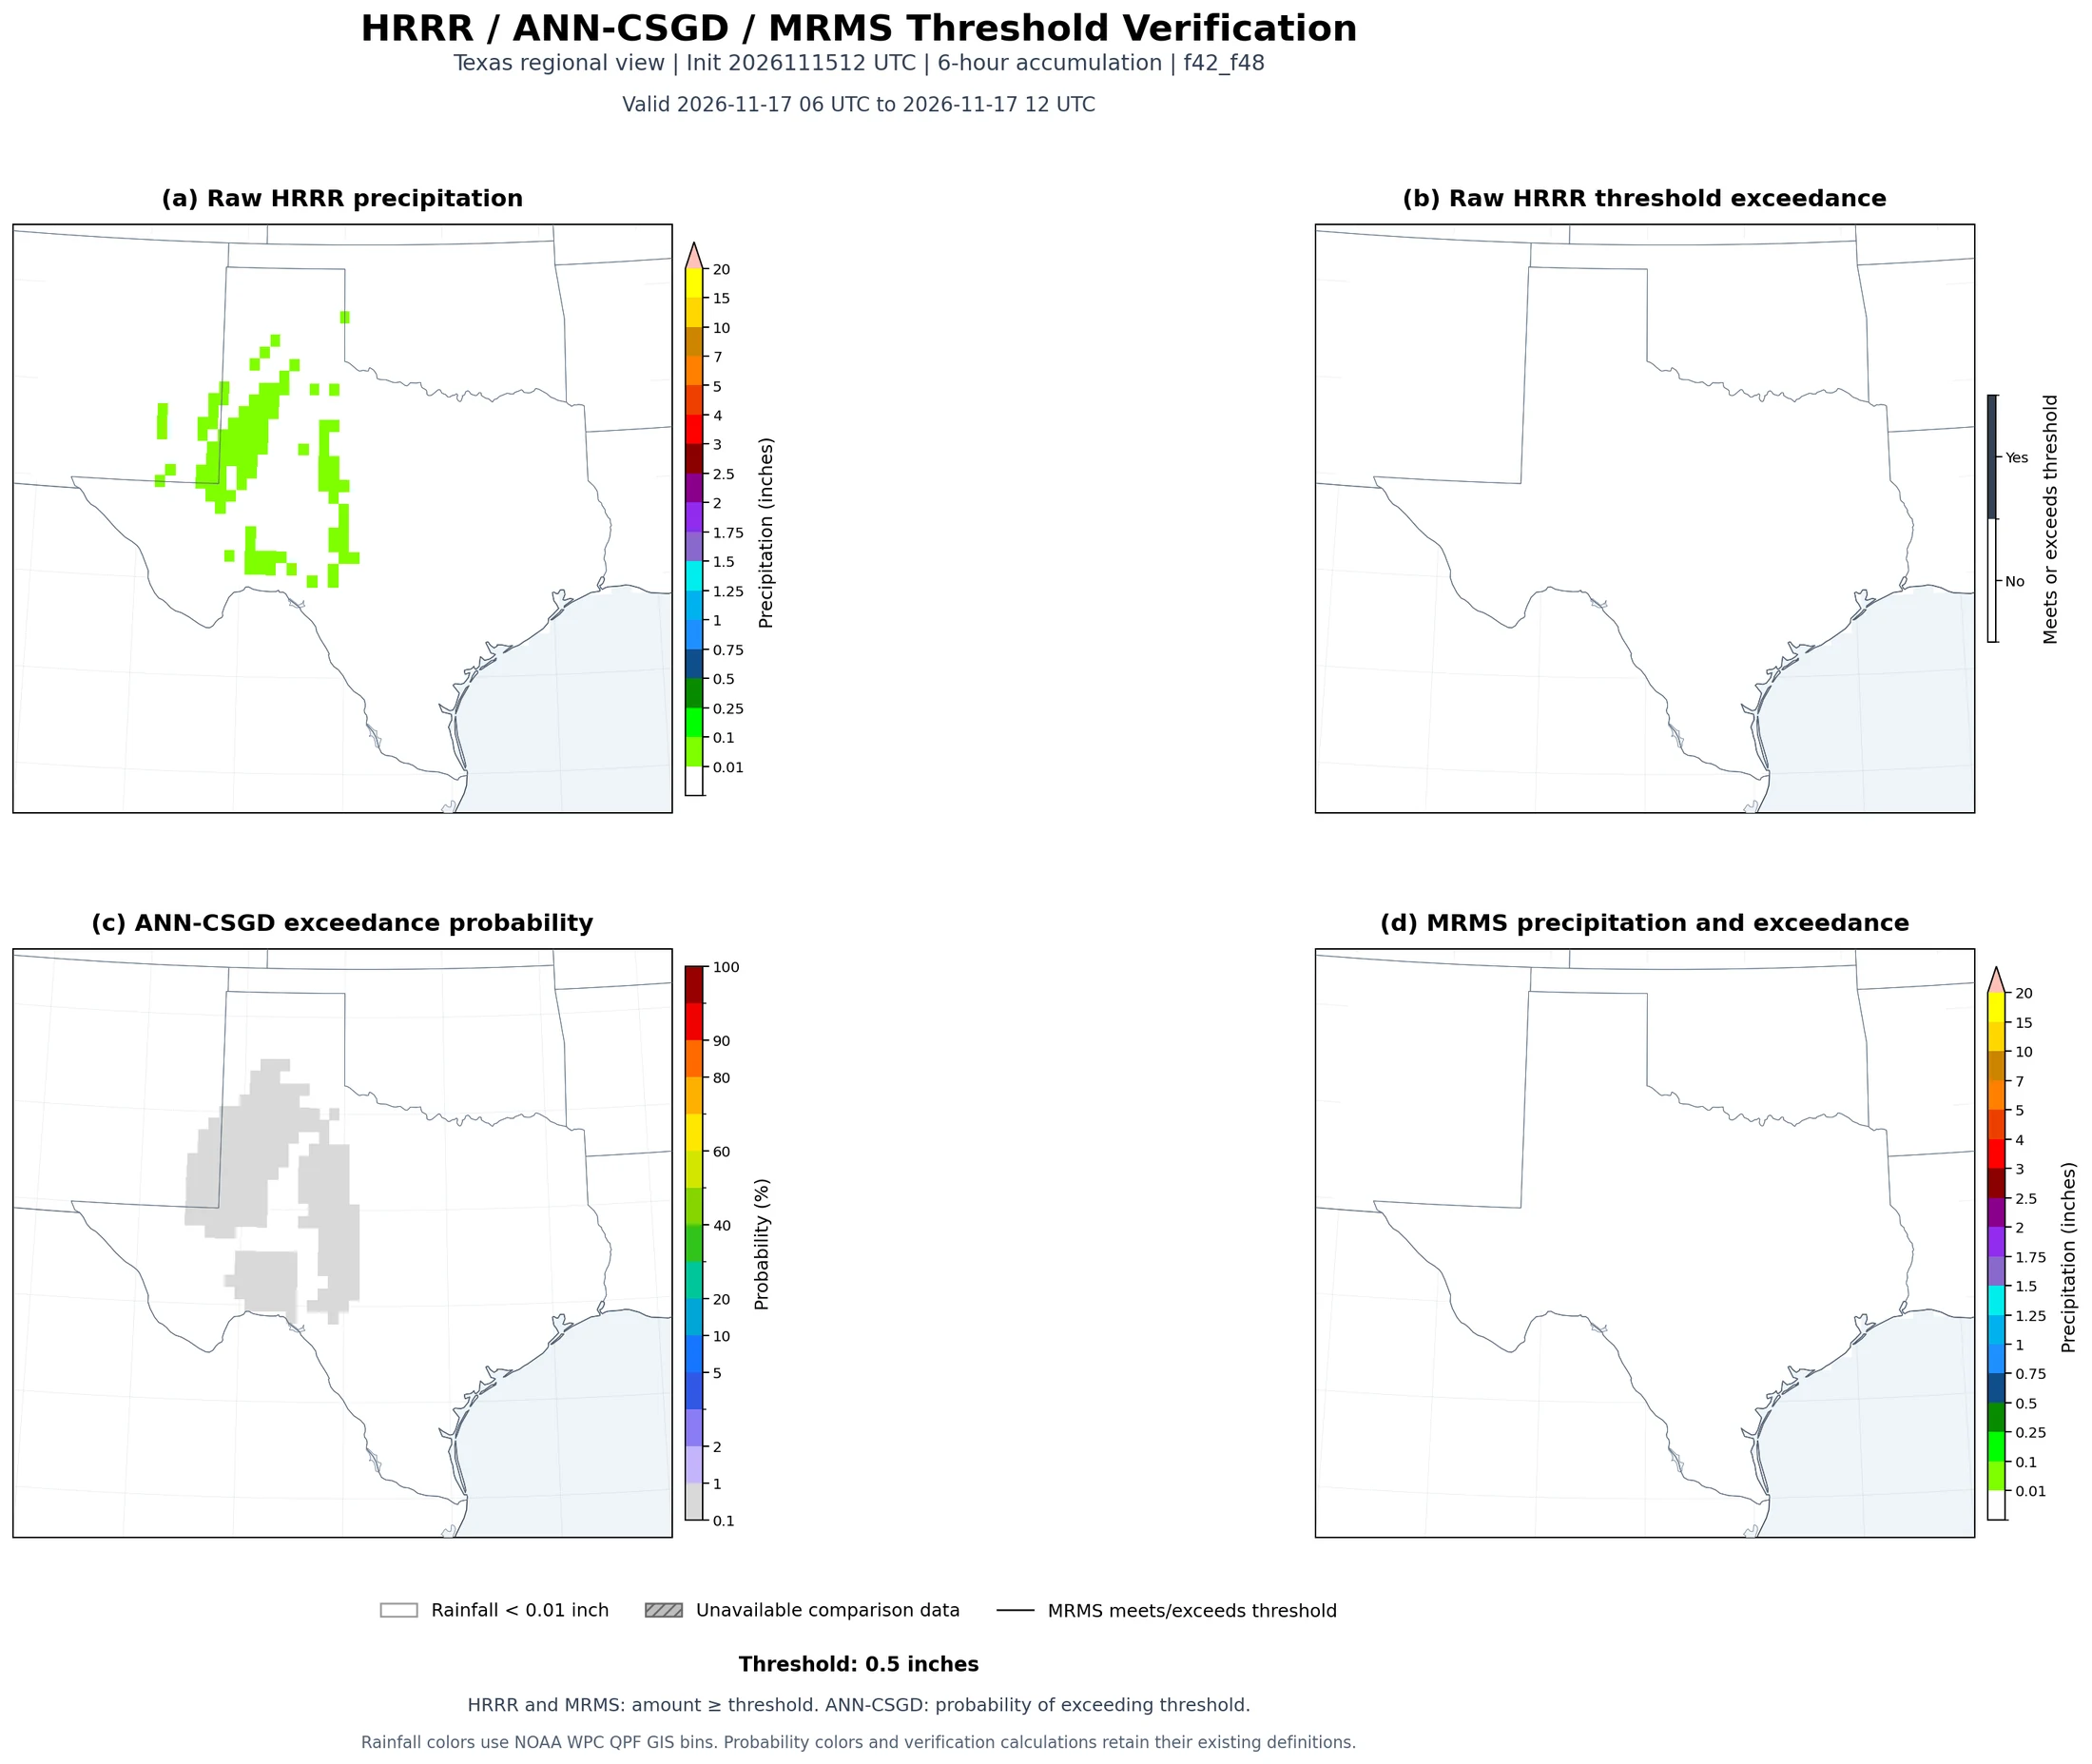 HRRR / ANN-CSGD / MRMS Threshold Verification
Texas regional view | Init 2026111512 UTC | 6-hour accumulation | f42_f48
Valid 2026-11-17 06 UTC to 2026-11-17 12 UTC
(a) Raw HRRR precipitation
20
15
10
7
5
4
3
2.5
2
1.75
1.5
1.25
1
0.75
0.5
0.25
0.1
0.01
Precipitation (inches)
(b) Raw HRRR threshold exceedance
Yes
No
Meets or exceeds threshold
(c) ANN-CSGD exceedance probability
100
90
80
60
40
20
10
5
2
1
0.1
Probability (%)
(d) MRMS precipitation and exceedance
20
15
10
7
5
4
3
2.5
2
1.75
1.5
1.25
1
0.75
0.5
0.25
0.1
0.01
Precipitation (inches)
Rainfall < 0.01 inch
Unavailable comparison data
MRMS meets/exceeds threshold
Threshold: 0.5 inches
HRRR and MRMS: amount ≥ threshold. ANN-CSGD: probability of exceeding threshold.
Rainfall colors use NOAA WPC QPF GIS bins. Probability colors and verification calculations retain their existing definitions.